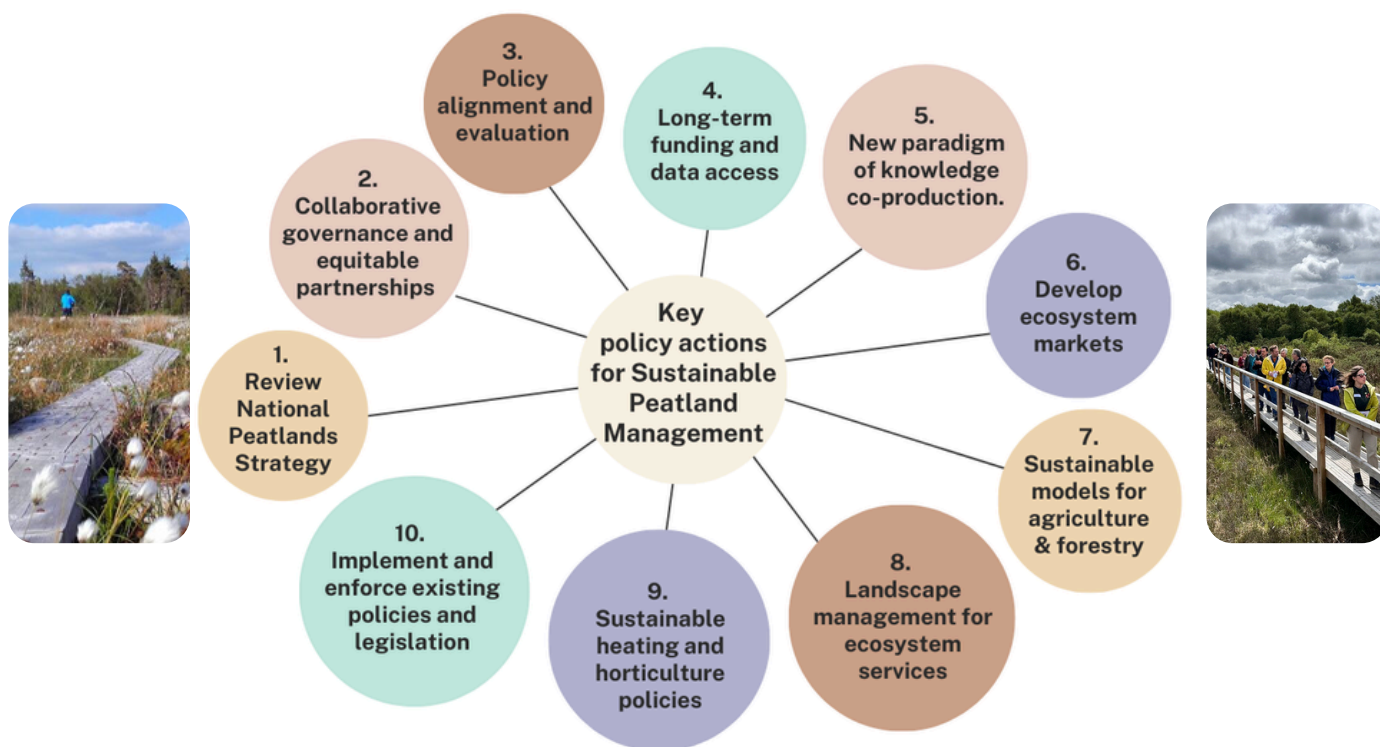 3.
Policy
alignment and
evaluation
4.
Long-term
funding and
data access
5.
New paradigm
of knowledge
co-production.
2.
Collaborative
governance and
equitable
partnerships
6.
Develop
ecosystem
markets
Key
policy actions
for Sustainable
Peatland
Management
1.
Review
National
Peatlands
Strategy
7.
Sustainable
models for
agriculture
& forestry
10.
Implement and
enforce existing
policies and
legislation
9.
Sustainable
heating and
horticulture
policies
8.
Landscape
management for
ecosystem
services